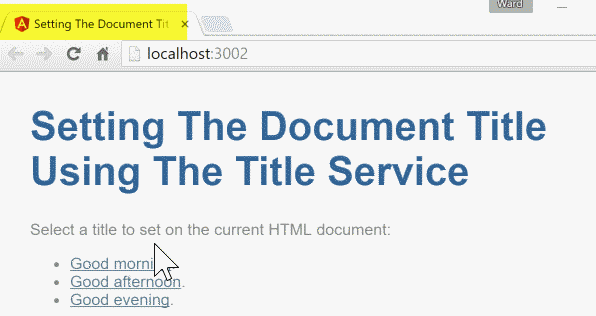 Ward
Setting The Document Tit
localhost:3002
Setting The Document Title
Using The Title Service
Select a title to set on the current HTML document:
Good morni
Good afternoon.
Good evening.